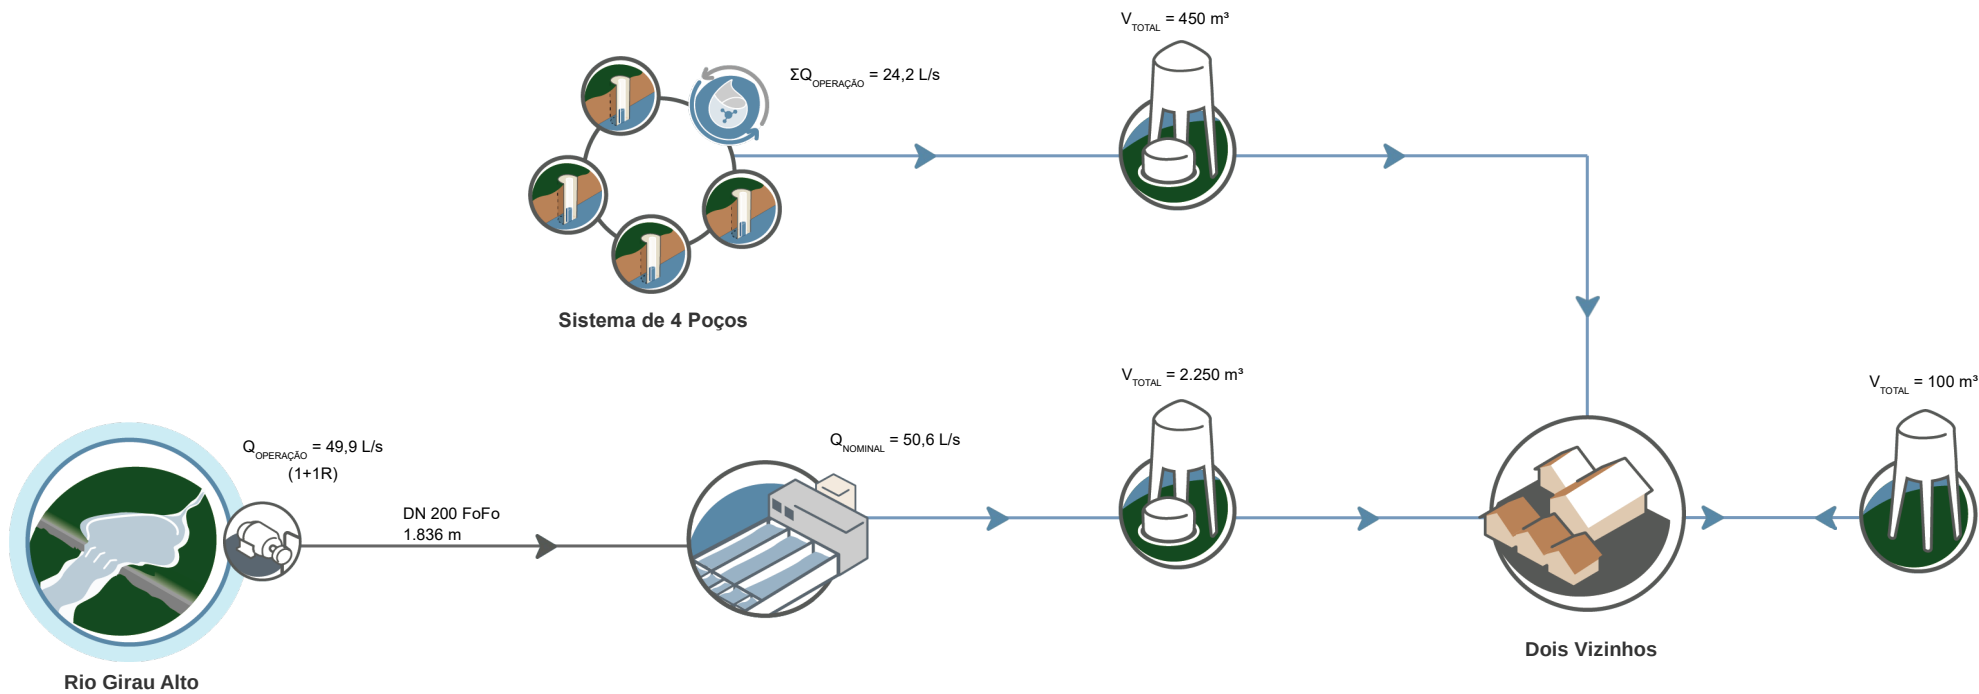 V_TOTAL = 450 m³
ΣQ_OPERAÇÃO = 24,2 L/s
Sistema de 4 Poços
V_TOTAL = 2.250 m³
V_TOTAL = 100 m³
Q_OPERAÇÃO = 49,9 L/s
(1+1R)
Q_NOMINAL = 50,6 L/s
DN 200 FoFo
1.836 m
Dois Vizinhos
Rio Girau Alto